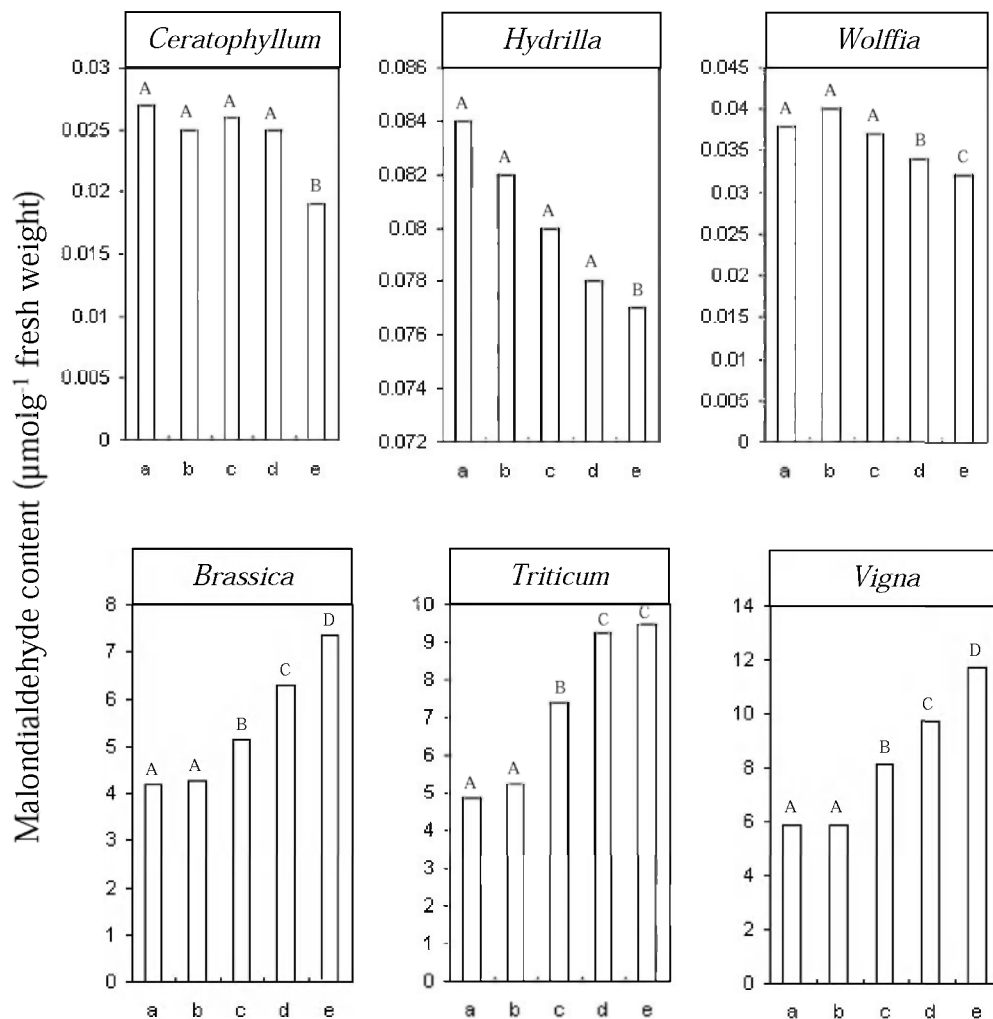 Malondialdehyde content (μmolg⁻¹ fresh weight)
Ceratophyllum
0.03
0.025
0.02
0.015
0.01
0.005
0
A
A
A
A
B
a b c d e
Hydrilla
0.086
0.084
0.082
0.08
0.078
0.076
0.074
0.072
A
A
A
A
B
a b c d e
Wolffia
0.045
0.04
0.035
0.03
0.025
0.02
0.015
0.01
0.005
0
A
A
A
B
C
a b c d e
Brassica
8
7
6
5
4
3
2
1
0
A
A
B
C
D
a b c d e
Triticum
10
9
8
7
6
5
4
3
2
1
0
A
A
B
C
C
a b c d e
Vigna
14
12
10
8
6
4
2
0
A
A
B
C
D
a b c d e